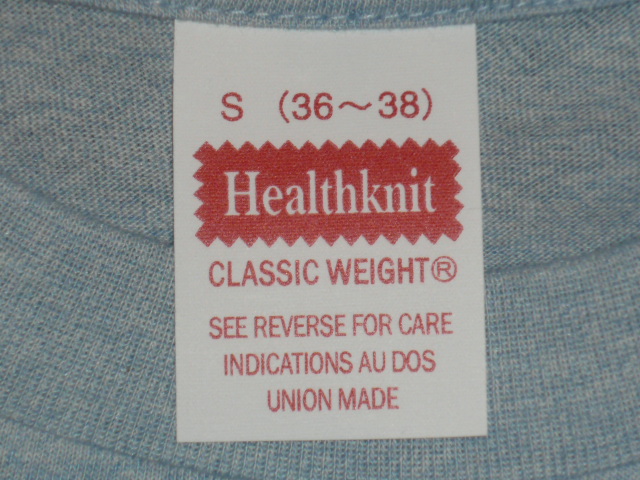 S (36〜38)
Healthknit
CLASSIC WEIGHT®
SEE REVERSE FOR CARE
INDICATIONS AU DOS
UNION MADE